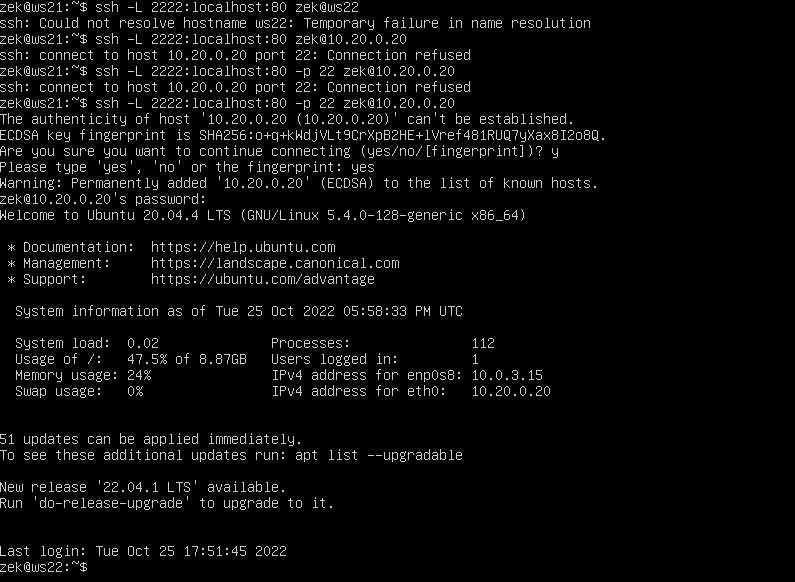 zek@ws21:~$ ssh -L 2222:localhost:80 zek@ws22
ssh: Could not resolve hostname ws22: Temporary failure in name resolution
zek@ws21:~$ ssh -L 2222:localhost:80 zek@10.20.0.20
ssh: connect to host 10.20.0.20 port 22: Connection refused
zek@ws21:~$ ssh -L 2222:localhost:80 -p 22 zek@10.20.0.20
ssh: connect to host 10.20.0.20 port 22: Connection refused
zek@ws21:~$ ssh -L 2222:localhost:80 -p 22 zek@10.20.0.20
The authenticity of host '10.20.0.20 (10.20.0.20)' can't be established.
ECDSA key fingerprint is SHA256:o+q+kWdjVLt9CrXpB2HE+lVref481RUQ7yXax8I2o8Q.
Are you sure you want to continue connecting (yes/no/[fingerprint])? y
Please type 'yes', 'no' or the fingerprint: yes
Warning: Permanently added '10.20.0.20' (ECDSA) to the list of known hosts.
zek@10.20.0.20's password:
Welcome to Ubuntu 20.04.4 LTS (GNU/Linux 5.4.0-128-generic x86_64)
* Documentation:  https://help.ubuntu.com
* Management:     https://landscape.canonical.com
* Support:        https://ubuntu.com/advantage
System information as of Tue 25 Oct 2022 05:58:33 PM UTC
System load:  0.02              Processes:               112
Usage of /:   47.5% of 8.87GB   Users logged in:         1
Memory usage: 24%               IPv4 address for enp0s8: 10.0.3.15
Swap usage:   0%                IPv4 address for eth0:   10.20.0.20
51 updates can be applied immediately.
To see these additional updates run: apt list --upgradable
New release '22.04.1 LTS' available.
Run 'do-release-upgrade' to upgrade to it.
Last login: Tue Oct 25 17:51:45 2022
zek@ws22:~$